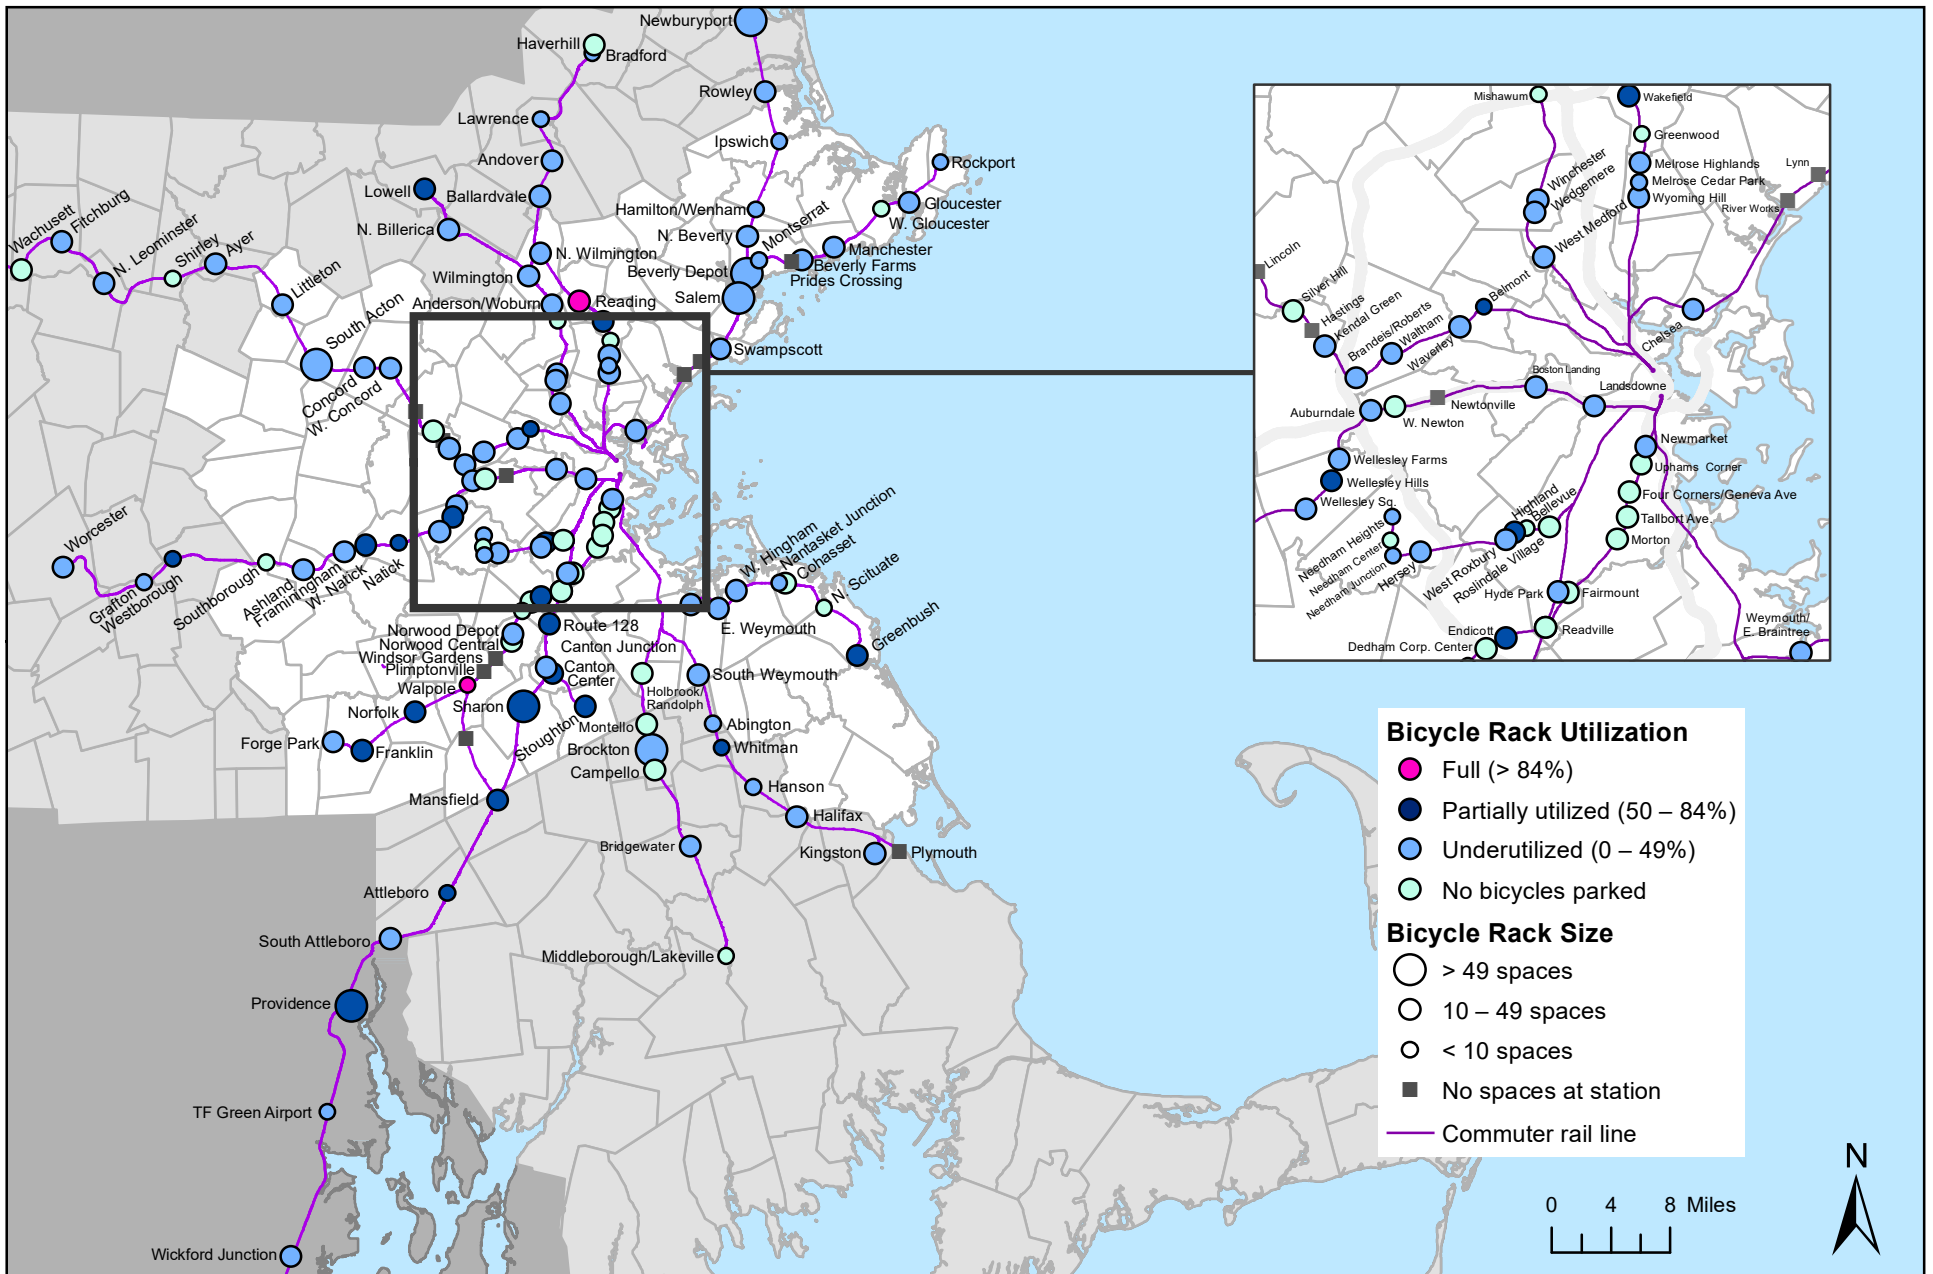 Newburyport
Haverhill
Bradford
Rowley
Lawrence
Ipswich
Andover
Rockport
Lowell
Ballardvale
Hamilton/Wenham
Gloucester
W. Gloucester
N. Billerica
N. Beverly
Montserrat
Manchester
Wachusett
Fitchburg
N. Leominster
Shirley
Ayer
N. Wilmington
Wilmington
Beverly Depot
Beverly Farms
Prides Crossing
Littleton
Anderson/Woburn
Reading
Salem
South Acton
Swampscott
Concord
W. Concord
Worcester
Grafton
Westborough
Southborough
Ashland
Framingham
W. Natick
Natick
W. Hingham
Nantasket Junction
Cohasset
N. Scituate
E. Weymouth
Greenbush
Norwood Depot
Norwood Central
Windsor Gardens
Plimptonville
Walpole
Route 128
Canton Junction
Canton
Center
South Weymouth
Holbrook/
Randolph
Norfolk
Sharon
Stoughton
Montello
Abington
Forge Park
Franklin
Brockton
Whitman
Campello
Mansfield
Hanson
Halifax
Bridgewater
Kingston
Plymouth
Attleboro
South Attleboro
Middleborough/Lakeville
Providence
TF Green Airport
Wickford Junction
Mishawum
Wakefield
Greenwood
Winchester
Wedgemere
Melrose Highlands
Melrose Cedar Park
Wyoming Hill
Lynn
River Works
West Medford
Lincoln
Silver Hill
Hastings
Kendal Green
Brandeis/Roberts
Waltham
Waverley
Belmont
Chelsea
Boston Landing
Landsdowne
Auburndale
W. Newton
Newtonville
Newmarket
Uphams Corner
Wellesley Farms
Wellesley Hills
Wellesley Sq.
Four Corners/Geneva Ave
Tallbort Ave.
Morton
Needham Heights
Needham Center
Needham Junction
Hersey
West Roxbury
Roslindale Village
Highland
Bellevue
Hyde Park
Fairmount
Endicott
Readville
Dedham Corp. Center
Weymouth/
E. Braintree
Bicycle Rack Utilization
Full (> 84%)
Partially utilized (50 – 84%)
Underutilized (0 – 49%)
No bicycles parked
Bicycle Rack Size
> 49 spaces
10 – 49 spaces
< 10 spaces
No spaces at station
Commuter rail line
N
0 4 8 Miles